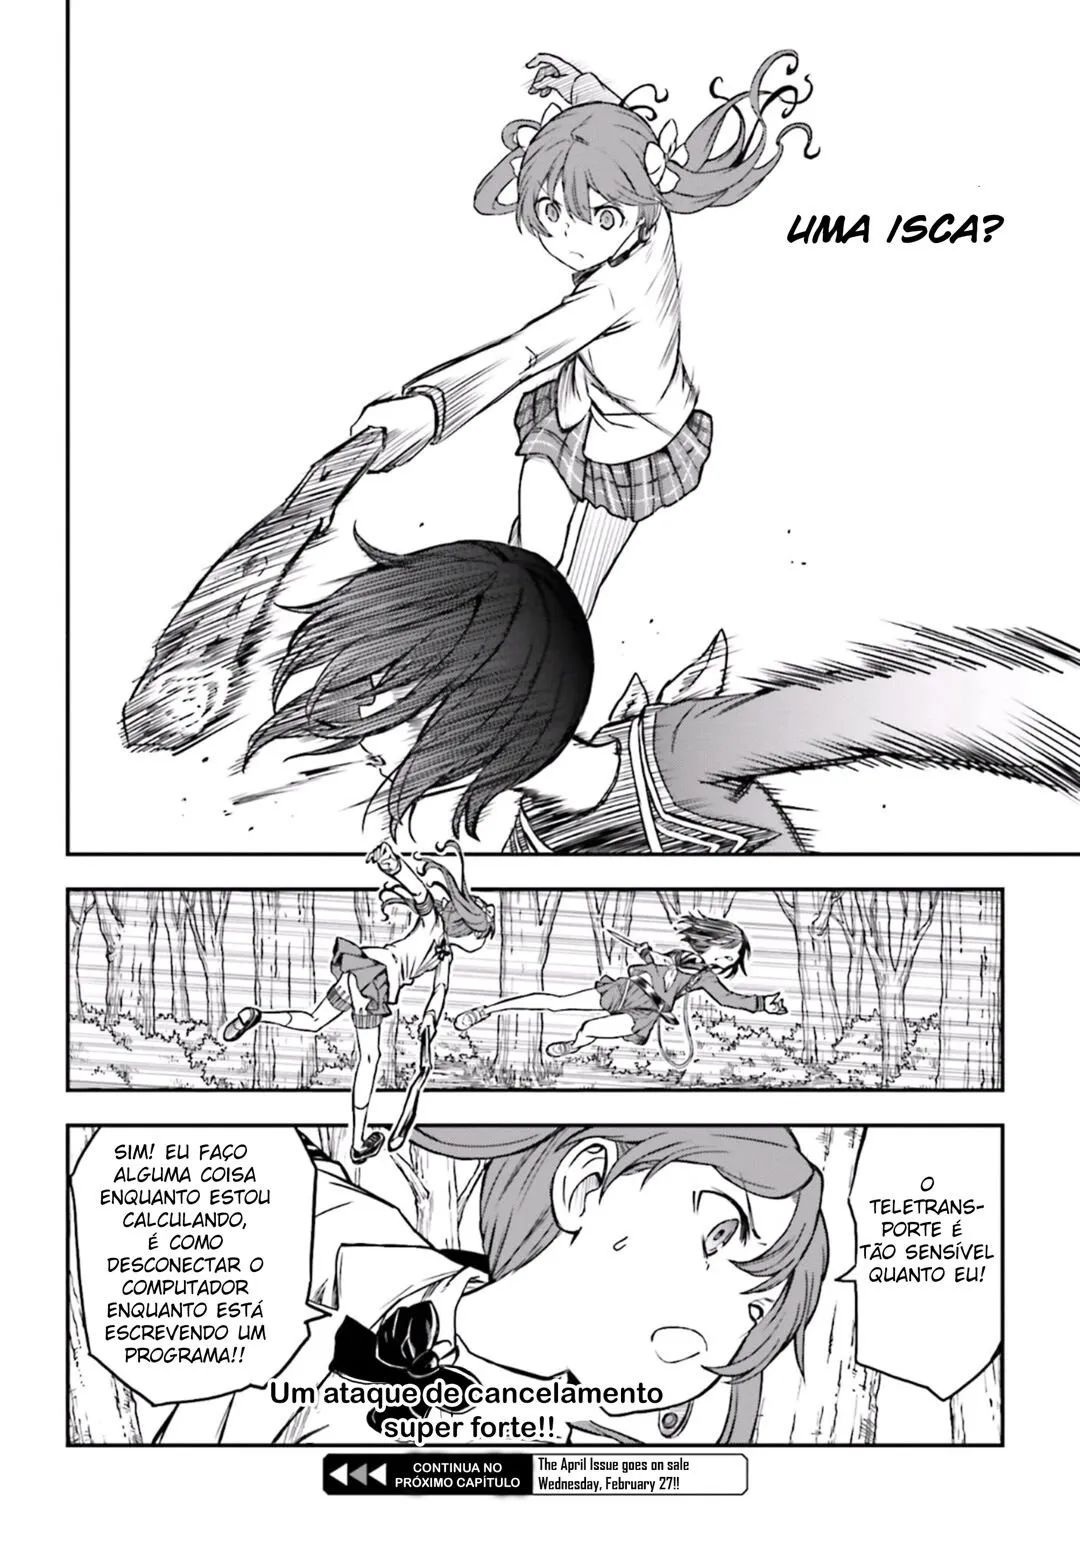 UMA ISCA?
O
TELETRANS-
PORTE É
TÃO SENSÍVEL
QUANTO EU!
SIM! EU FAÇO
ALGUMA COISA
ENQUANTO ESTOU
CALCULANDO,
É COMO
DESCONECTAR O
COMPUTADOR
ENQUANTO ESTÁ
ESCREVENDO UM
PROGRAMA!!
Um ataque de cancelamento
super forte!!
CONTINUA NO
PRÓXIMO CAPÍTULO
The April Issue goes on sale
Wednesday, February 27!!